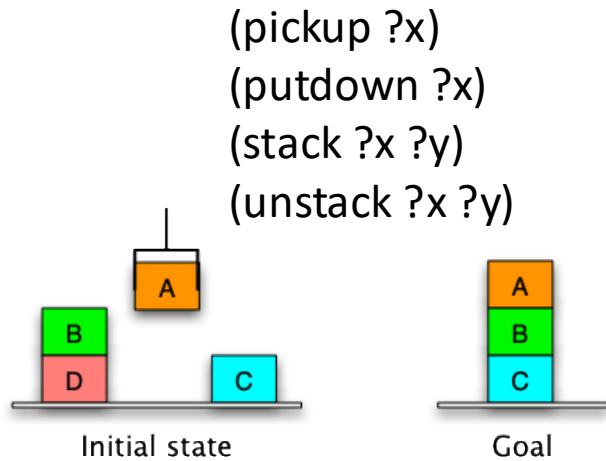 (pickup ?x)
(putdown ?x)
(stack ?x ?y)
(unstack ?x ?y)
A
B
D
C
Initial state
A
B
C
Goal